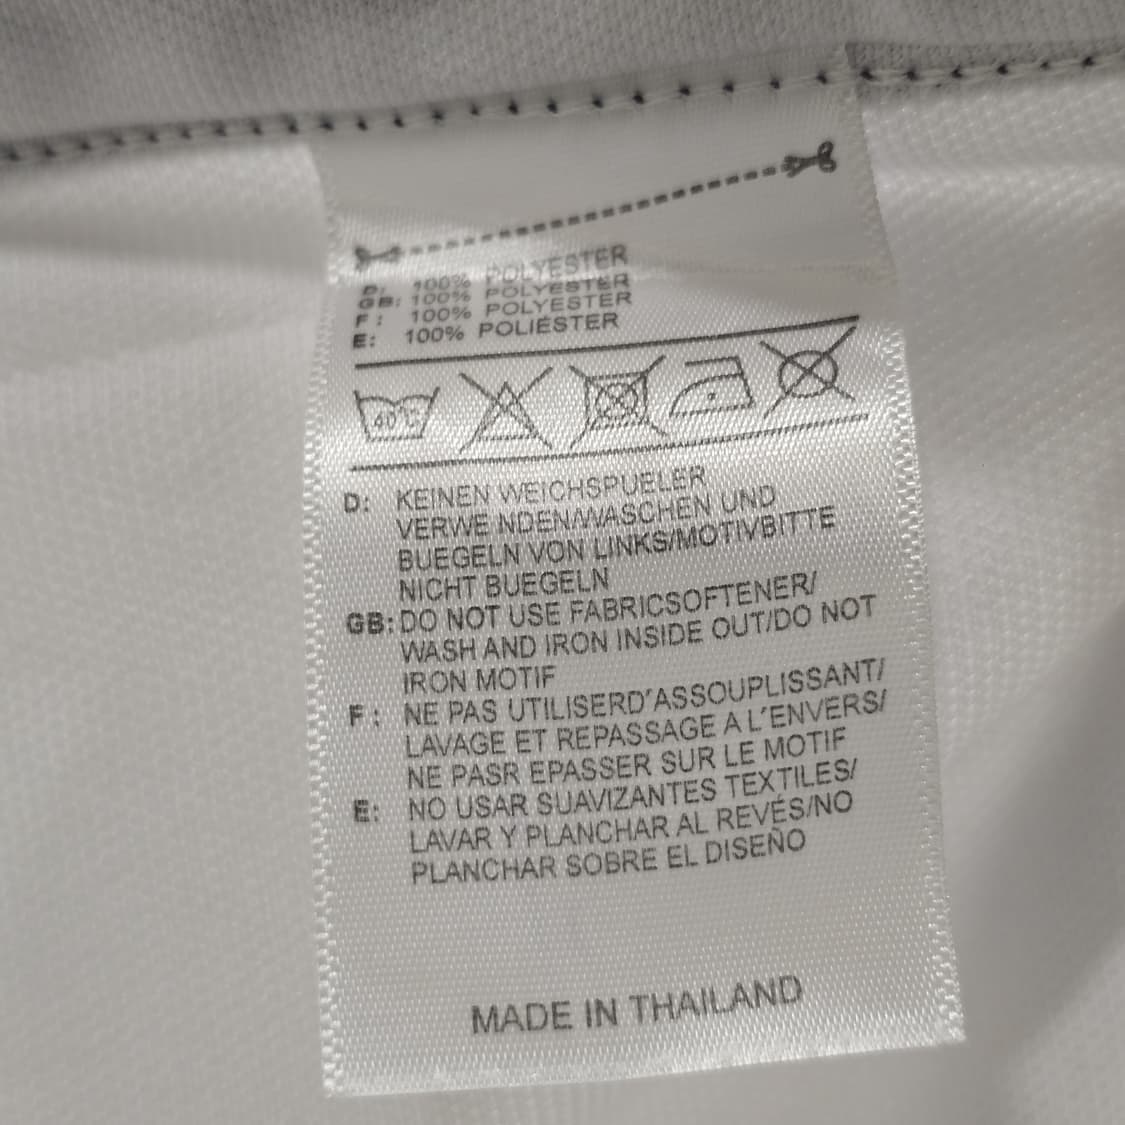 D: 100% POLYESTER
GB: 100% POLYESTER
F: 100% POLYESTER
E: 100% POLIÉSTER
40°C
D: KEINEN WEICHSPUELER
VERWE NDEN/WASCHEN UND
BUEGELN VON LINKS/MOTIVBITTE
NICHT BUEGELN
GB: DO NOT USE FABRICSOFTENER/
WASH AND IRON INSIDE OUT/DO NOT
IRON MOTIF
F: NE PAS UTILISERD'ASSOUPLISSANT/
LAVAGE ET REPASSAGE A L'ENVERS/
NE PASR EPASSER SUR LE MOTIF
E: NO USAR SUAVIZANTES TEXTILES/
LAVAR Y PLANCHAR AL REVÉS/NO
PLANCHAR SOBRE EL DISEÑO
MADE IN THAILAND